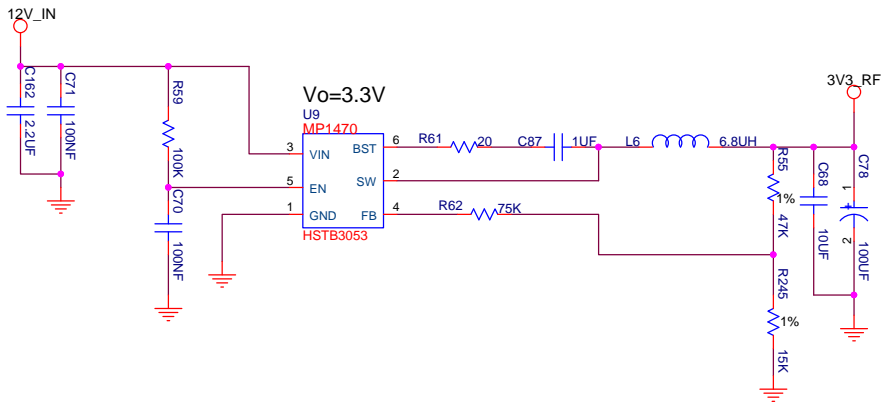 12V_IN
C162
2.2UF
C71
100NF
R59
100K
C70
100NF
Vo=3.3V
U9
MP1470
3
VIN
BST
6
5
EN
SW
2
1
GND
FB
4
HSTB3053
R61
20
C87
1UF
L6
6.8UH
R62
75K
3V3_RF
R55
1%
47K
C68
10UF
C78
1
+
2
100UF
R245
1%
15K